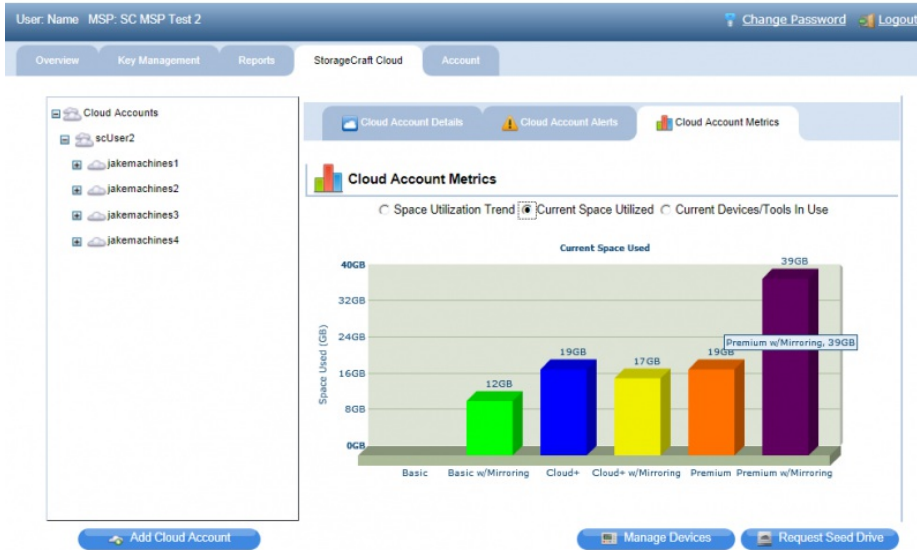 User: Name MSP: SC MSP Test 2
Change Password
Logout
Overview
Key Management
Reports
StorageCraft Cloud
Account
Cloud Accounts
scUser2
jakemachines1
jakemachines2
jakemachines3
jakemachines4
Add Cloud Account
Cloud Account Details
Cloud Account Alerts
Cloud Account Metrics
Cloud Account Metrics
Space Utilization Trend
Current Space Utilized
Current Devices/Tools In Use
Current Space Used
Space Used (GB)
40GB
32GB
24GB
16GB
8GB
0GB
12GB
19GB
17GB
19GB
39GB
Premium w/Mirroring, 39GB
Basic
Basic w/Mirroring
Cloud+
Cloud+ w/Mirroring
Premium
Premium w/Mirroring
Manage Devices
Request Seed Drive